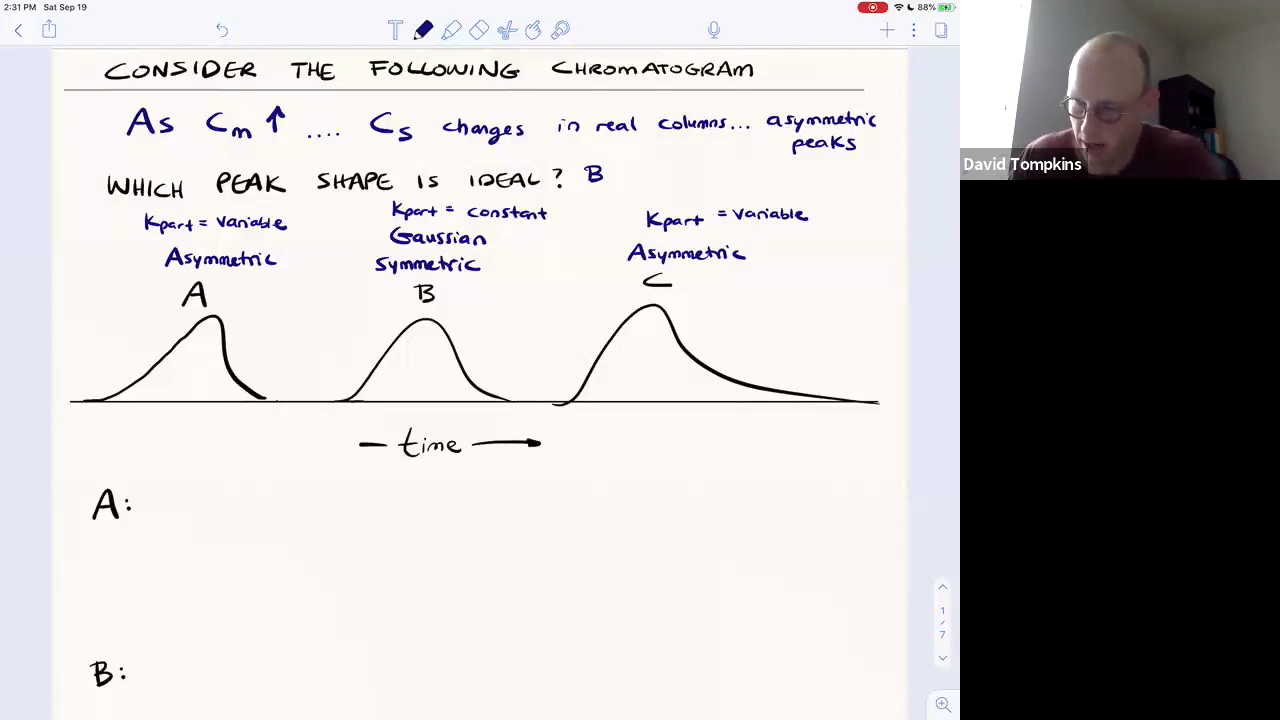 2:31 PM Sat Sep 19
88%
CONSIDER THE FOLLOWING CHROMATOGRAM
As Cm ↑ .... Cs changes in real columns... asymmetric
peaks
WHICH PEAK SHAPE IS IDEAL? B
Kpart = variable
Asymmetric
A
Kpart = constant
Gaussian
symmetric
B
Kpart = variable
Asymmetric
C
– time →
A:
B:
1
/
7
David Tompkins